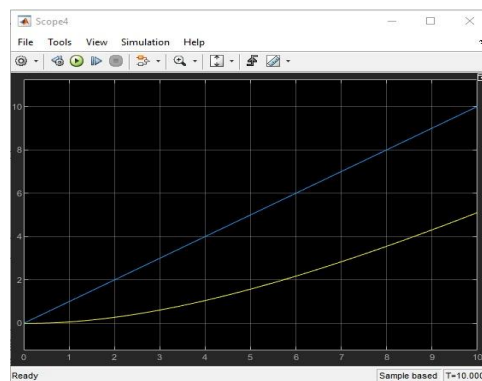 Scope4
File Tools View Simulation Help
10
8
6
4
2
0
0 1 2 3 4 5 6 7 8 9 10
Ready Sample based T=10.000